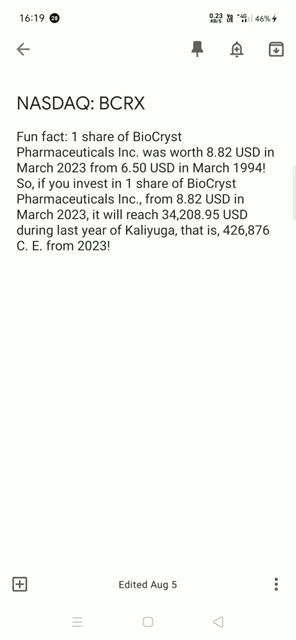 16:19 28 0.23 KB/S 4G 46%
NASDAQ: BCRX
Fun fact: 1 share of BioCryst
Pharmaceuticals Inc. was worth 8.82 USD in
March 2023 from 6.50 USD in March 1994!
So, if you invest in 1 share of BioCryst
Pharmaceuticals Inc., from 8.82 USD in
March 2023, it will reach 34,208.95 USD
during last year of Kaliyuga, that is, 426,876
C. E. from 2023!
Edited Aug 5